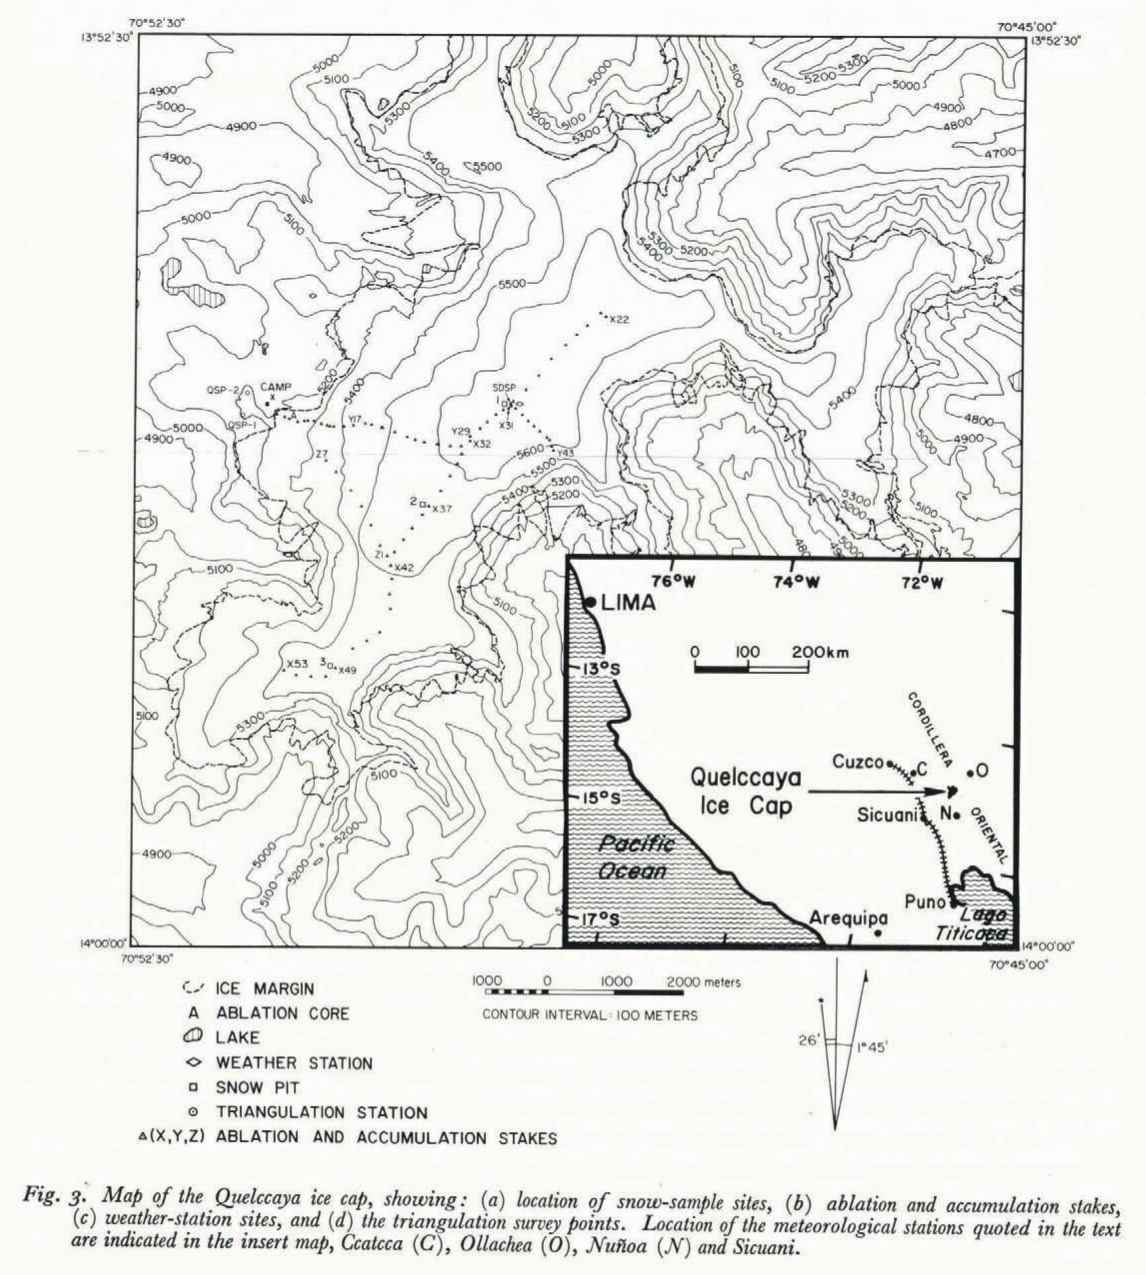 70°52'30"
70°45'00"
13°52'30"
13°52'30"
5000
5100
4900
5000
5300
4900
5400
5500
4900
5000
5100
5000
5200
5100
5300
5100
5300
5200
5100
5000
4900
4800
4700
5300
5200
5400
5500
X22
5200
5400
QSP-2
CAMP
x
QSP-1
A
SDSP
1
X31
Y17
Y29
X32
5000
4900
Z7
5600
Y43
5500
5400
5300
5200
5400
4800
4900
5000
5300
5200
5100
5000
2
X37
Z1
X42
5100
5100
X53
3
X49
5100
5300
5100
4900
5000
5200
5200
5100
76°W
74°W
72°W
LIMA
0 100 200km
13°S
15°S
17°S
CORDILLERA
ORIENTAL
Cuzco
C
O
Quelccaya
Ice Cap
Sicuani
N
Pacific
Ocean
Puno
Lago
Titicaca
Arequipa
14°00'00"
14°00'00"
70°52'30"
70°45'00"
ICE MARGIN
A ABLATION CORE
LAKE
WEATHER STATION
SNOW PIT
TRIANGULATION STATION
(X,Y,Z) ABLATION AND ACCUMULATION STAKES
1000 0 1000 2000 meters
CONTOUR INTERVAL: 100 METERS
26'
1°45'
Fig. 3. Map of the Quelccaya ice cap, showing: (a) location of snow-sample sites, (b) ablation and accumulation stakes,
(c) weather-station sites, and (d) the triangulation survey points. Location of the meteorological stations quoted in the text
are indicated in the insert map, Ccatcca (C), Ollachea (O), Nuñoa (N) and Sicuani.